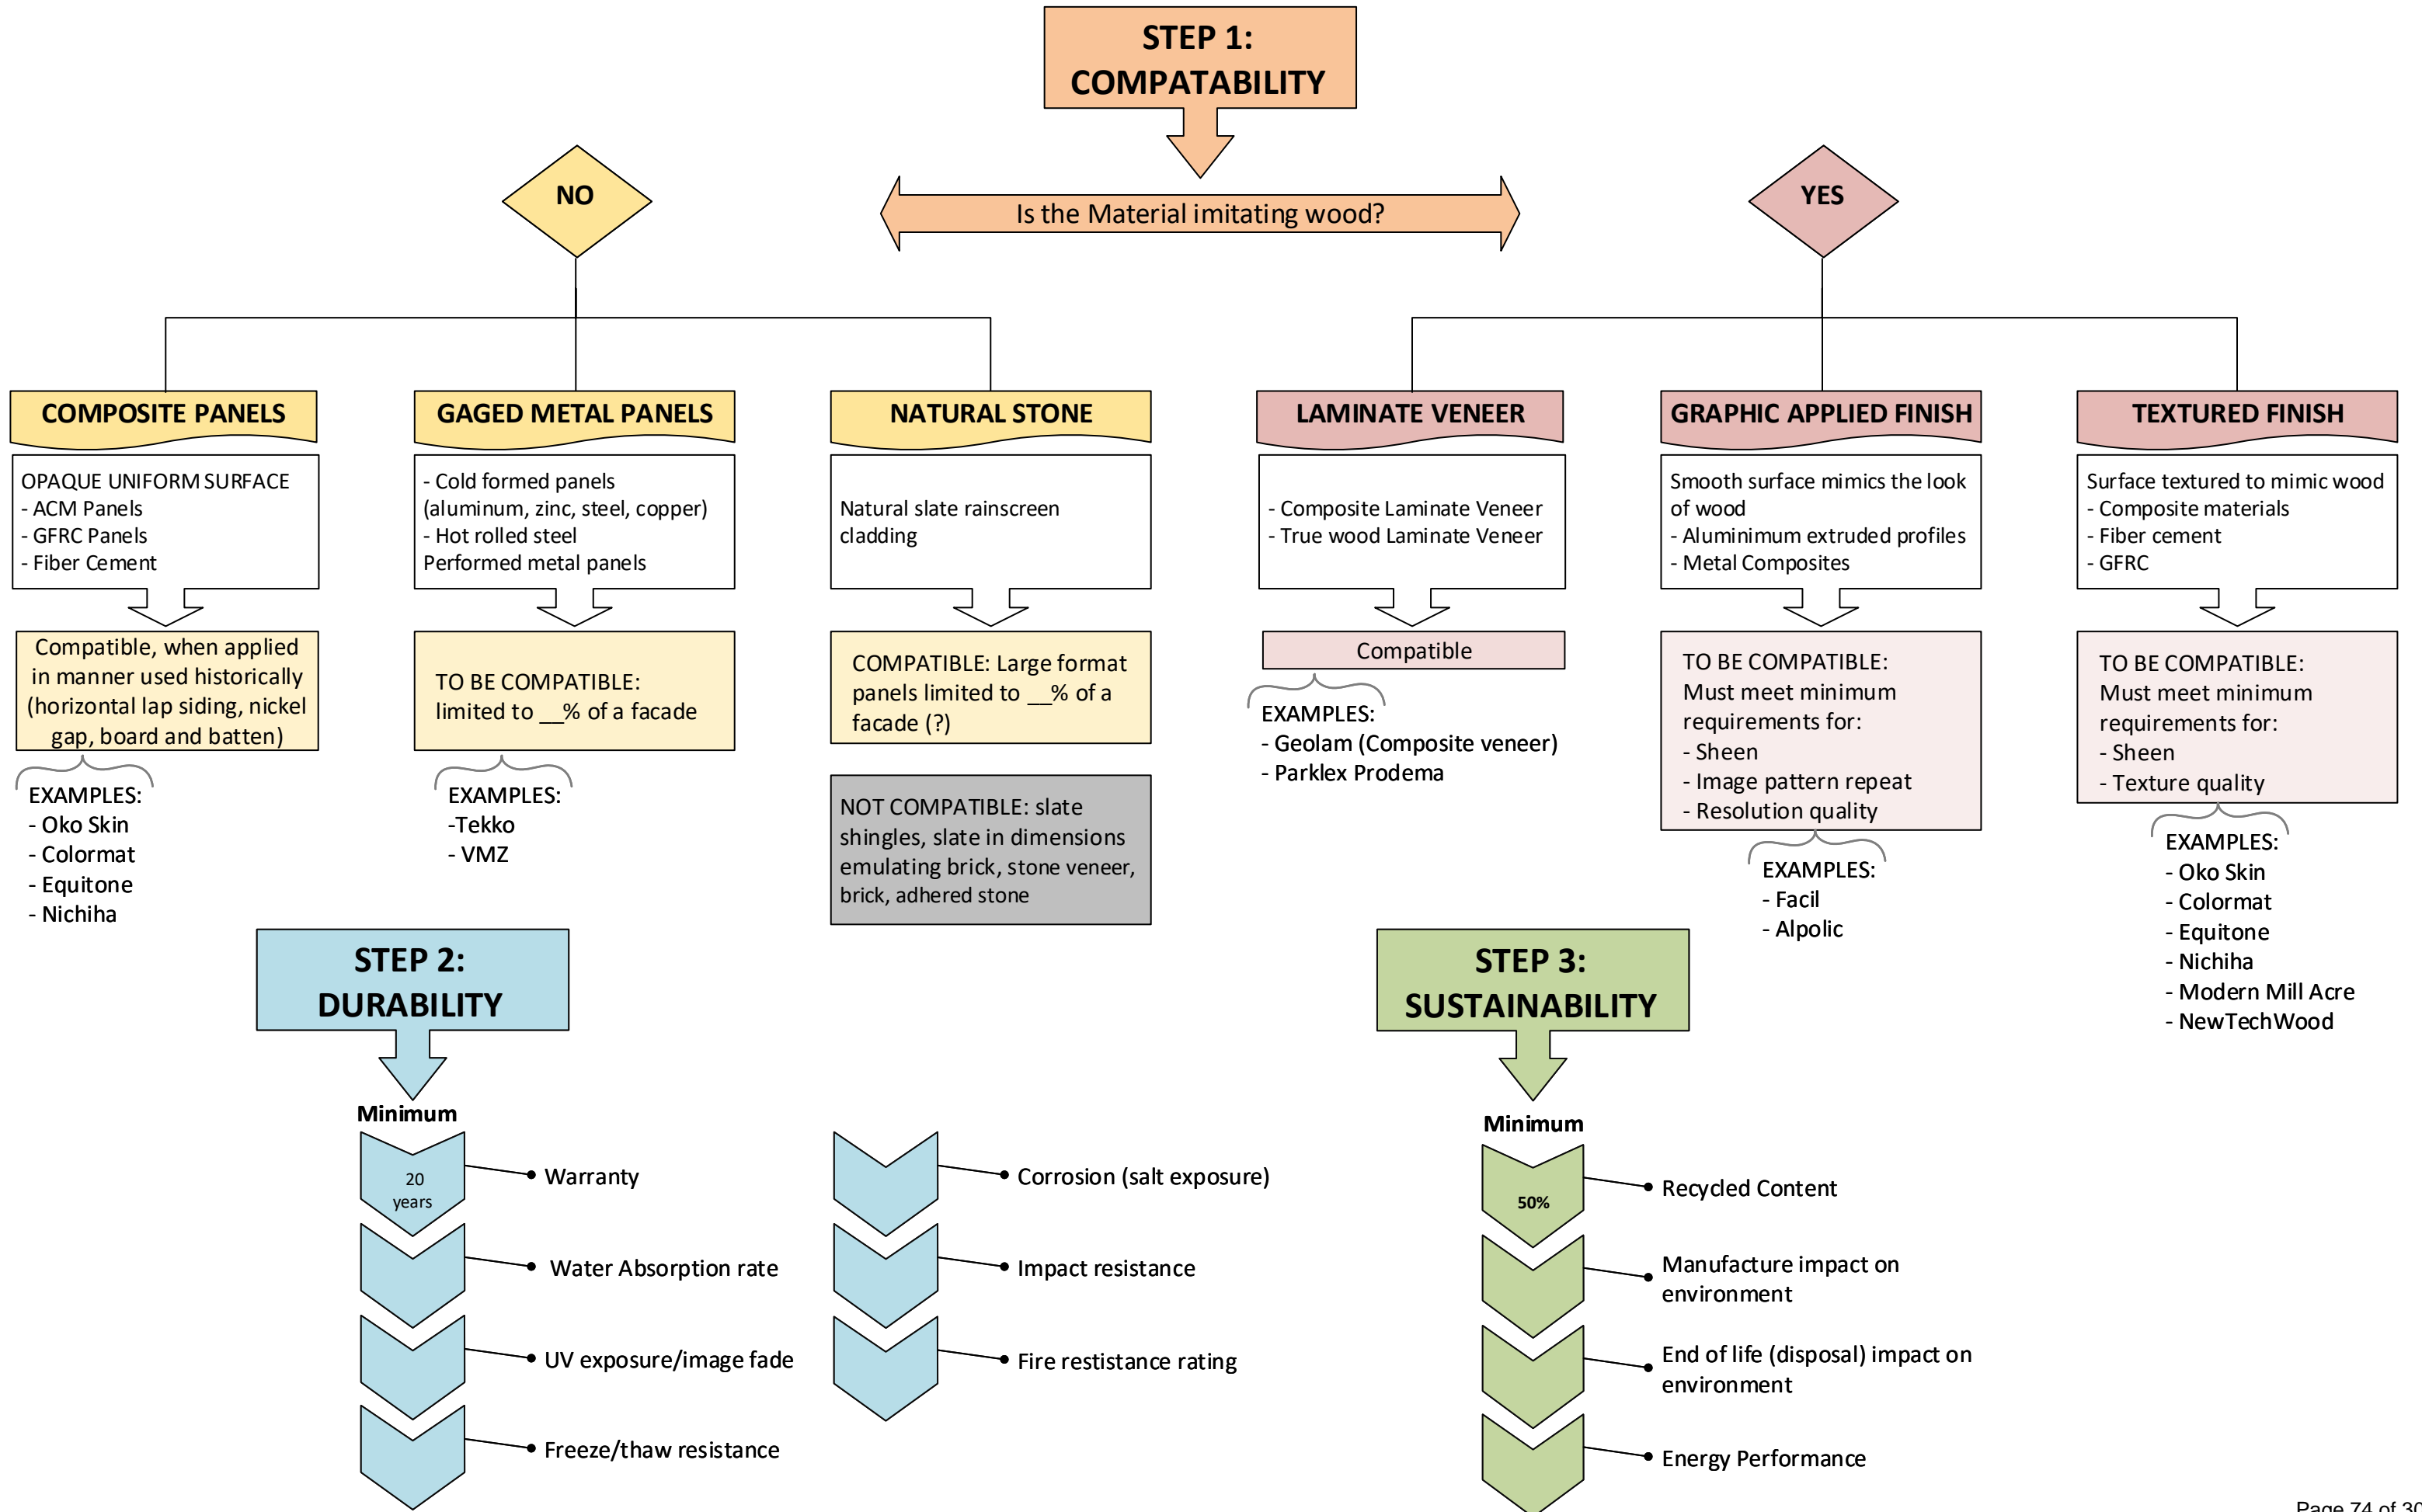 STEP 1:
COMPATABILITY
NO
Is the Material imitating wood?
YES
COMPOSITE PANELS
OPAQUE UNIFORM SURFACE
- ACM Panels
- GFRC Panels
- Fiber Cement
Compatible, when applied
in manner used historically
(horizontal lap siding, nickel
gap, board and batten)
EXAMPLES:
- Oko Skin
- Colormat
- Equitone
- Nichiha
GAGED METAL PANELS
- Cold formed panels
(aluminum, zinc, steel, copper)
- Hot rolled steel
Performed metal panels
TO BE COMPATIBLE:
limited to __% of a facade
EXAMPLES:
-Tekko
- VMZ
NATURAL STONE
Natural slate rainscreen
cladding
COMPATIBLE: Large format
panels limited to __% of a
facade (?)
NOT COMPATIBLE: slate
shingles, slate in dimensions
emulating brick, stone veneer,
brick, adhered stone
LAMINATE VENEER
- Composite Laminate Veneer
- True wood Laminate Veneer
Compatible
EXAMPLES:
- Geolam (Composite veneer)
- Parklex Prodema
GRAPHIC APPLIED FINISH
Smooth surface mimics the look
of wood
- Aluminimum extruded profiles
- Metal Composites
TO BE COMPATIBLE:
Must meet minimum
requirements for:
- Sheen
- Image pattern repeat
- Resolution quality
EXAMPLES:
- Facil
- Alpolic
TEXTURED FINISH
Surface textured to mimic wood
- Composite materials
- Fiber cement
- GFRC
TO BE COMPATIBLE:
Must meet minimum
requirements for:
- Sheen
- Texture quality
EXAMPLES:
- Oko Skin
- Colormat
- Equitone
- Nichiha
- Modern Mill Acre
- NewTechWood
STEP 2:
DURABILITY
Minimum
20
years
Warranty
Water Absorption rate
UV exposure/image fade
Freeze/thaw resistance
Corrosion (salt exposure)
Impact resistance
Fire restistance rating
STEP 3:
SUSTAINABILITY
Minimum
50%
Recycled Content
Manufacture impact on
environment
End of life (disposal) impact on
environment
Energy Performance
Page 74 of 30